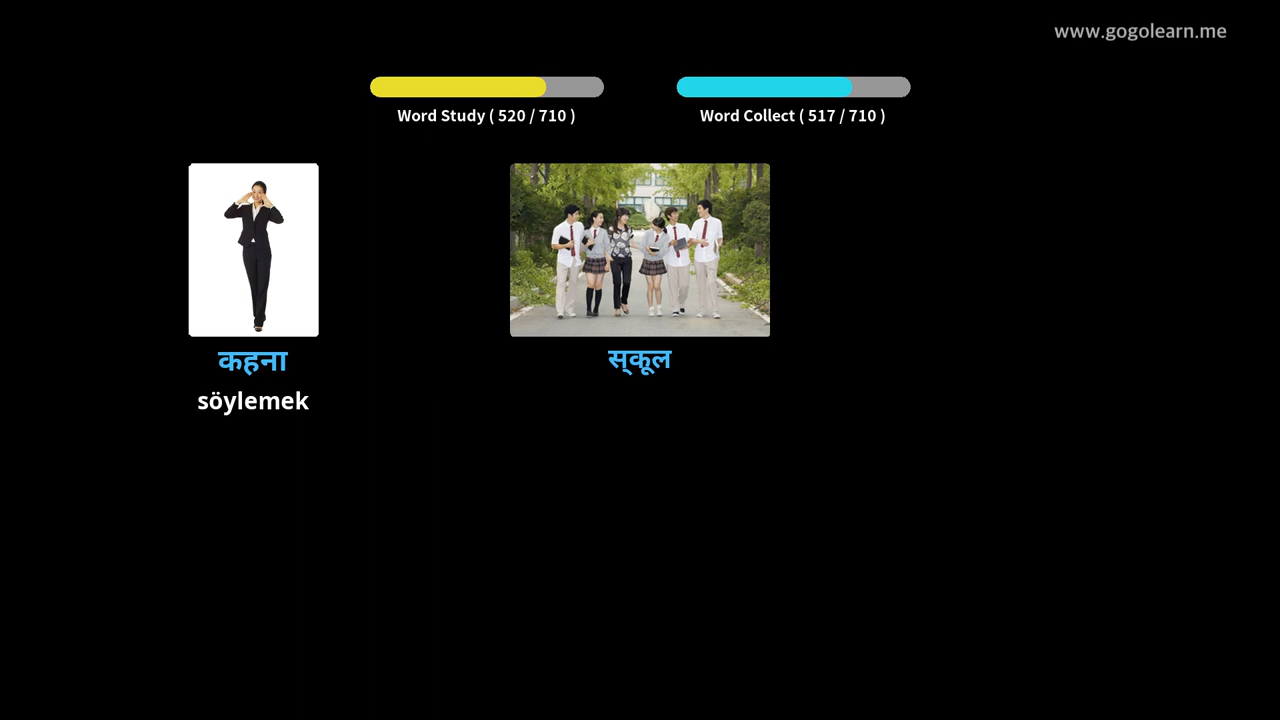 www.gogolearn.me
Word Study ( 520 / 710 )
Word Collect ( 517 / 710 )
कहना
स्कूल
söylemek